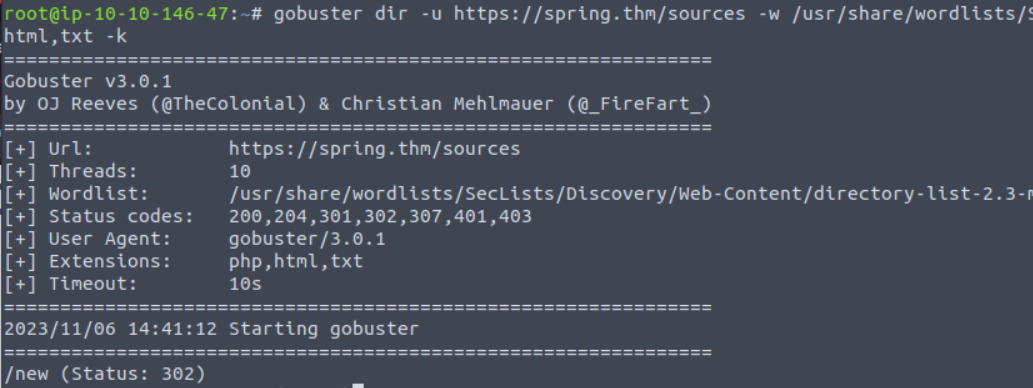 root@ip-10-10-146-47:~# gobuster dir -u https://spring.thm/sources -w /usr/share/wordlists/
html,txt -k
===============================================================
Gobuster v3.0.1
by OJ Reeves (@TheColonial) & Christian Mehlmauer (@_FireFart_)
===============================================================
[+] Url:            https://spring.thm/sources
[+] Threads:        10
[+] Wordlist:       /usr/share/wordlists/SecLists/Discovery/Web-Content/directory-list-2.3-
[+] Status codes:   200,204,301,302,307,401,403
[+] User Agent:     gobuster/3.0.1
[+] Extensions:     php,html,txt
[+] Timeout:        10s
===============================================================
2023/11/06 14:41:12 Starting gobuster
===============================================================
/new (Status: 302)